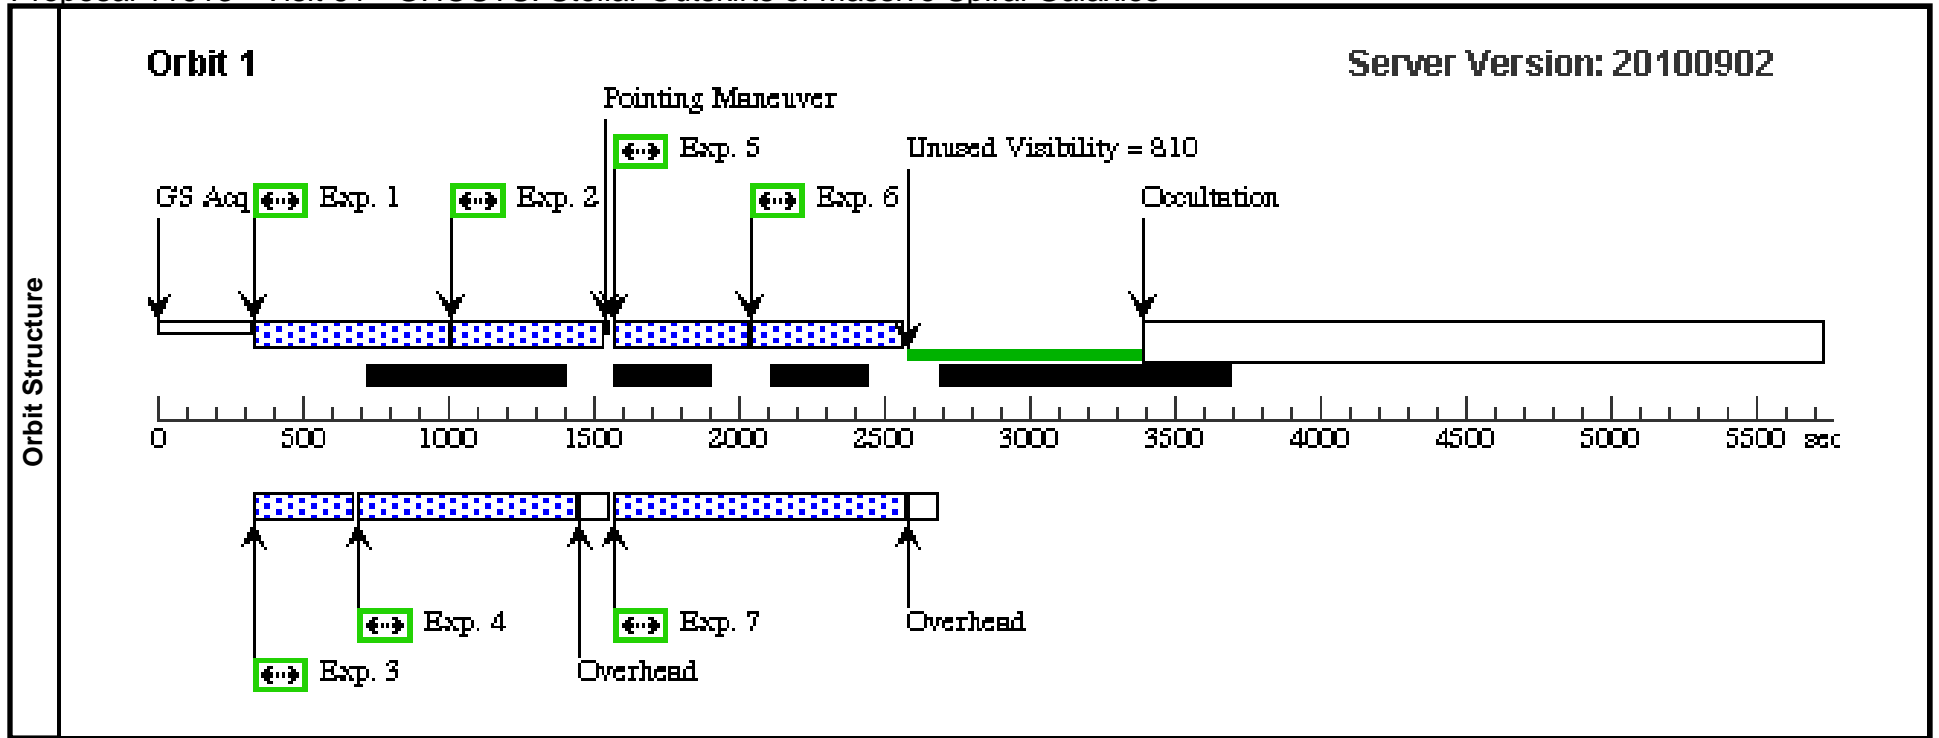 Orbit 1
Server Version: 20100902
Pointing Maneuver
Exp. 5
Unused Visibility = 810
GS Acq
Exp. 1
Exp. 2
Exp. 6
Occultation
Orbit Structure
0 500 1000 1500 2000 2500 3000 3500 4000 4500 5000 5500 sec
Exp. 4
Exp. 7
Overhead
Exp. 3
Overhead